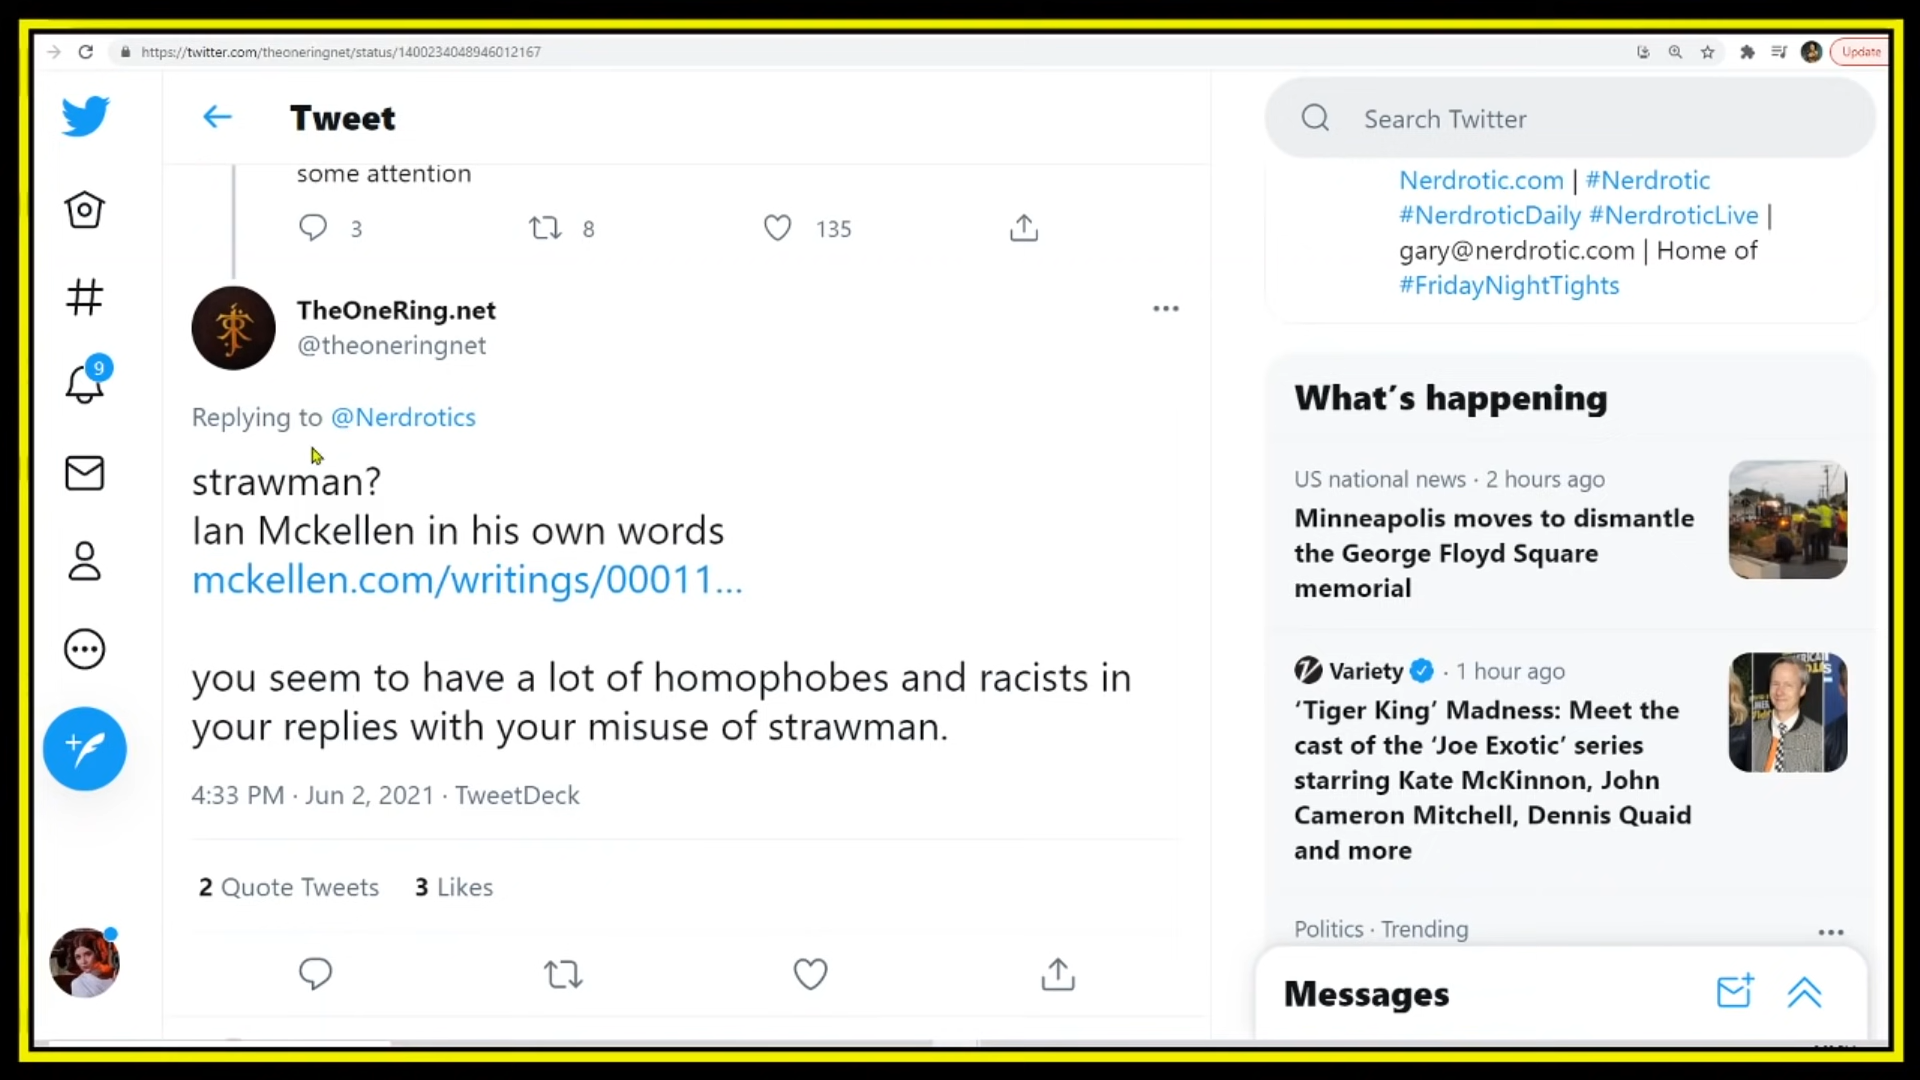 https://twitter.com/theoneringnet/status/1400234048946012167
Update
Tweet
some attention
3
8
135
TheOneRing.net
@theoneringnet
Replying to @Nerdrotics
strawman?
Ian Mckellen in his own words
mckellen.com/writings/00011...
you seem to have a lot of homophobes and racists in
your replies with your misuse of strawman.
4:33 PM · Jun 2, 2021 · TweetDeck
2 Quote Tweets 3 Likes
9
Search Twitter
Nerdrotic.com | #Nerdrotic
#NerdroticDaily #NerdroticLive |
gary@nerdrotic.com | Home of
#FridayNightTights
What's happening
US national news · 2 hours ago
Minneapolis moves to dismantle
the George Floyd Square
memorial
Variety · 1 hour ago
'Tiger King' Madness: Meet the
cast of the 'Joe Exotic' series
starring Kate McKinnon, John
Cameron Mitchell, Dennis Quaid
and more
Politics · Trending
Messages